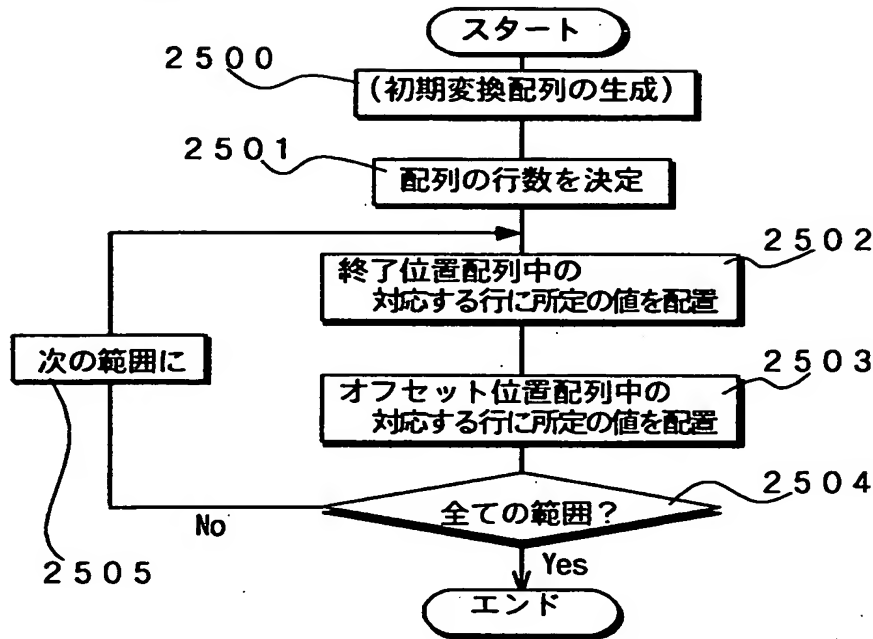 スタート
2500
(初期変換配列の生成)
2501
配列の行数を決定
2502
終了位置配列中の
対応する行に所定の値を配置
次の範囲に
2503
オフセット位置配列中の
対応する行に所定の値を配置
2504
全ての範囲?
No
2505
Yes
エンド